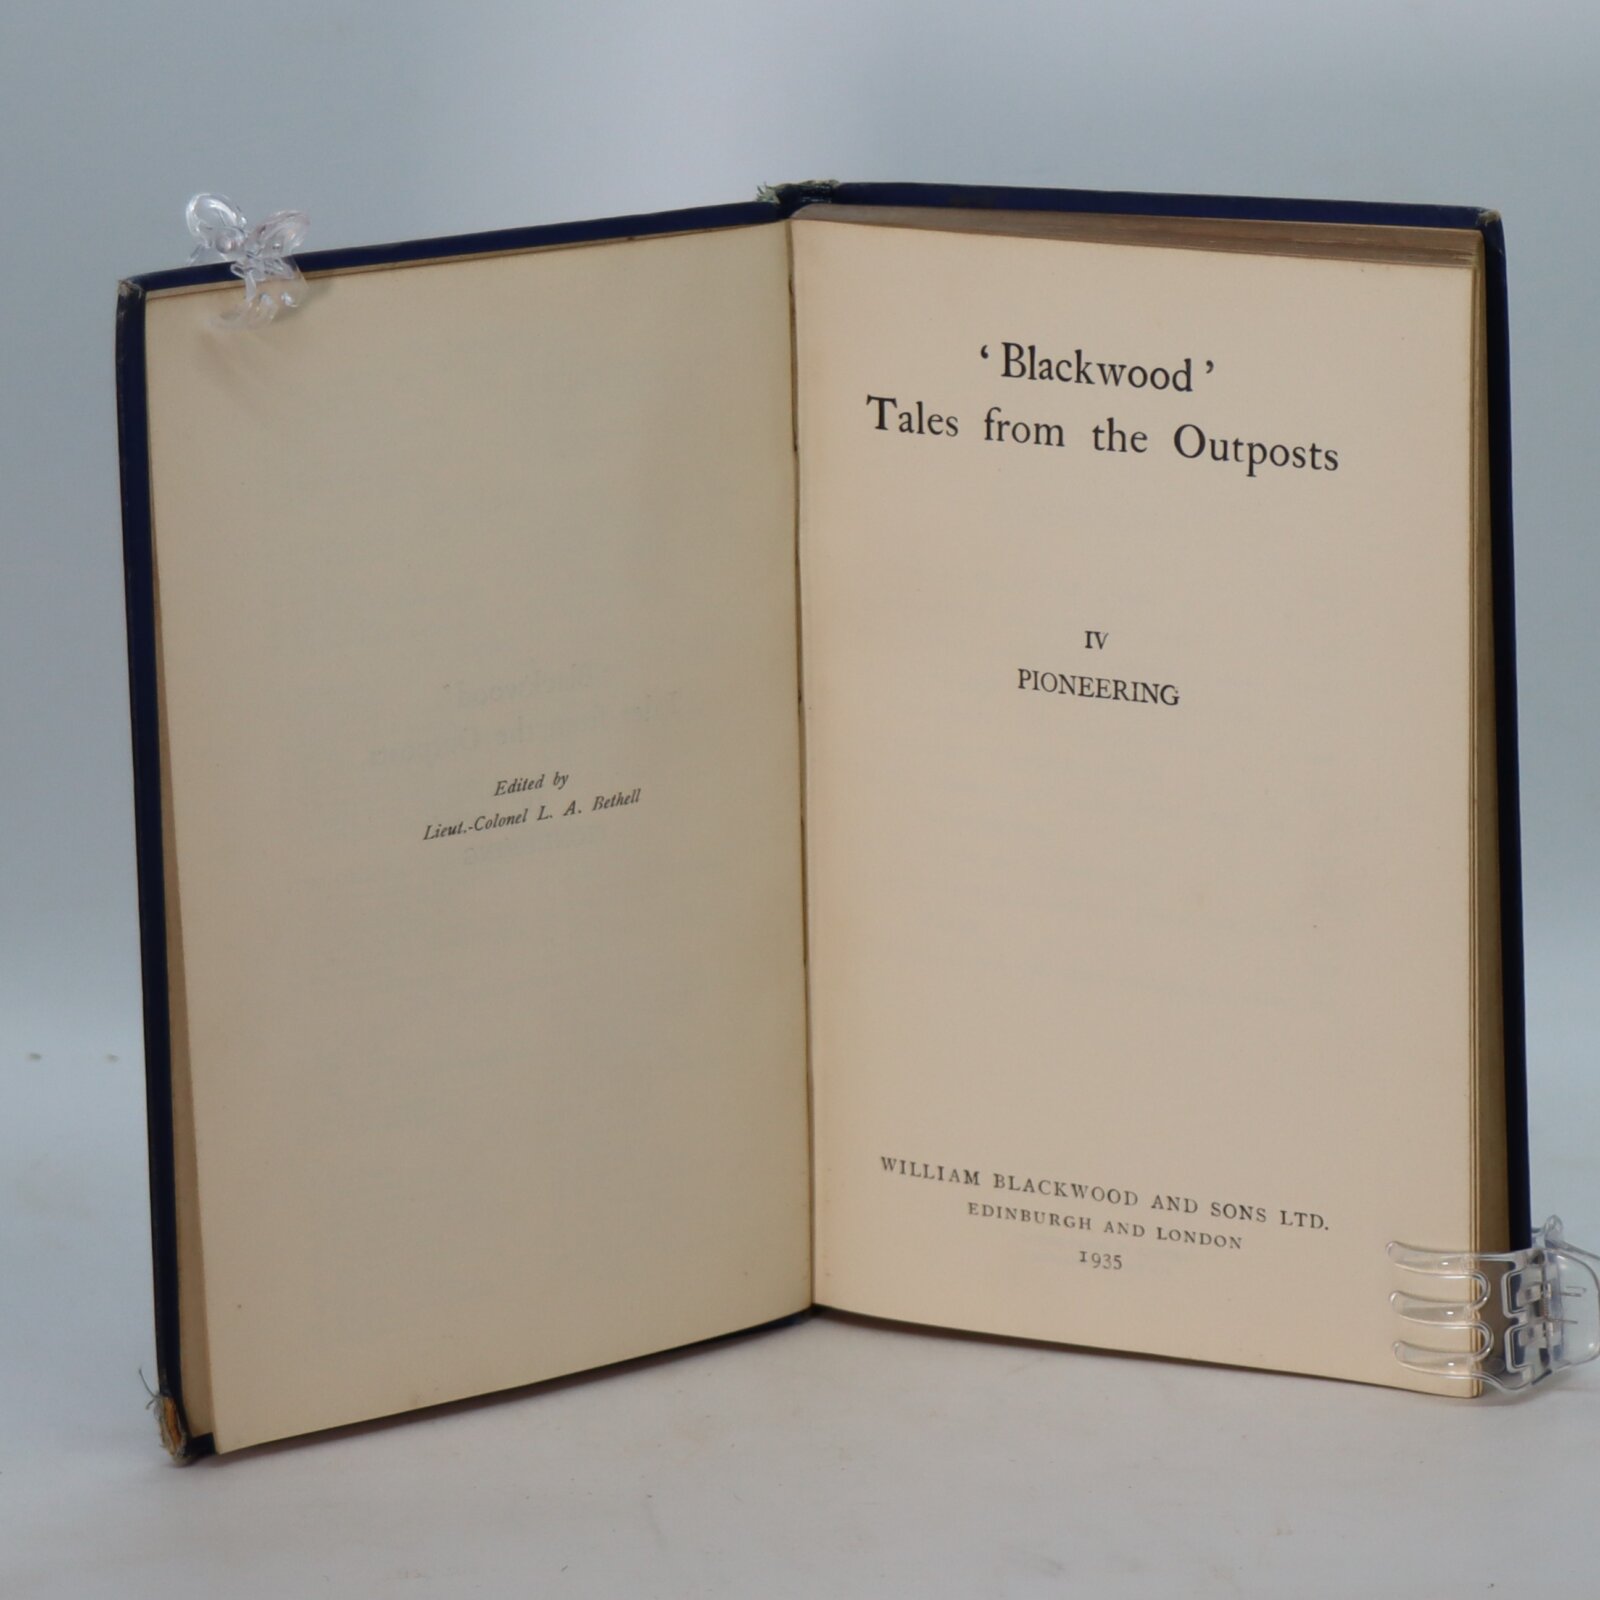 Edited by
Lieut.-Colonel L. A. Bethell
‘Blackwood’
Tales from the Outposts
IV
PIONEERING
WILLIAM BLACKWOOD AND SONS LTD.
EDINBURGH AND LONDON
1935